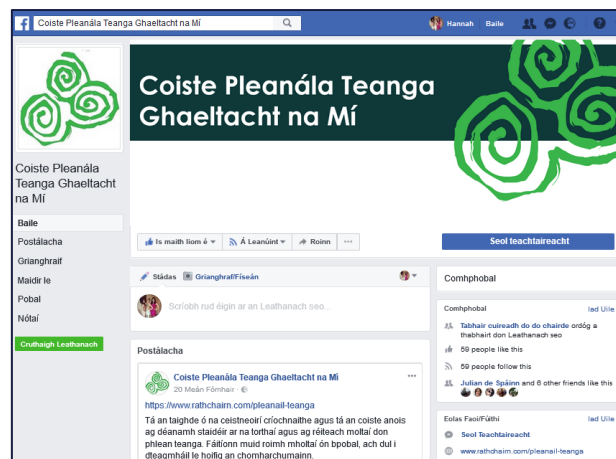 Coiste Pleanála Teanga Ghaeltacht na Mí
Hannah
Baile
Coiste Pleanála Teanga
Ghaeltacht na Mí
Coiste Pleanála
Teanga Ghaeltacht
na Mí
Baile
Postálacha
Grianghraif
Maidir le
Pobal
Nótaí
Cruthaigh Leathanach
Is maith liom é
Á Leanúint
Roinn
Seol teachtaireacht
Stádas
Grianghraf/Físeán
Scríobh rud éigin ar an Leathanach seo...
Postálacha
Coiste Pleanála Teanga Ghaeltacht na Mí
20 Meán Fómhair
https://www.rathchairn.com/pleanail-teanga
Tá an taighde ó na ceistneoirí críochnaithe agus tá an coiste anois
ag déanamh staidéir ar na torthaí agus ag réiteach moltaí don
phlean teanga. Fáitíonn muid roimh mholtaí ón bpobal, ach dul i
dteagmháil le hoifig an chomharchumainn.
Comhphobal
Comhphobal
Iad Uile
Tabhair cuireadh do do chairde ordóg a
thabhairt don Leathanach seo
59 people like this
59 people follow this
Julian de Spáinn and 6 other friends like this
Eolas Faoi/Fúithi
Iad Uile
Seol Teachtaireacht
www.rathchairn.com/pleanail-teanga